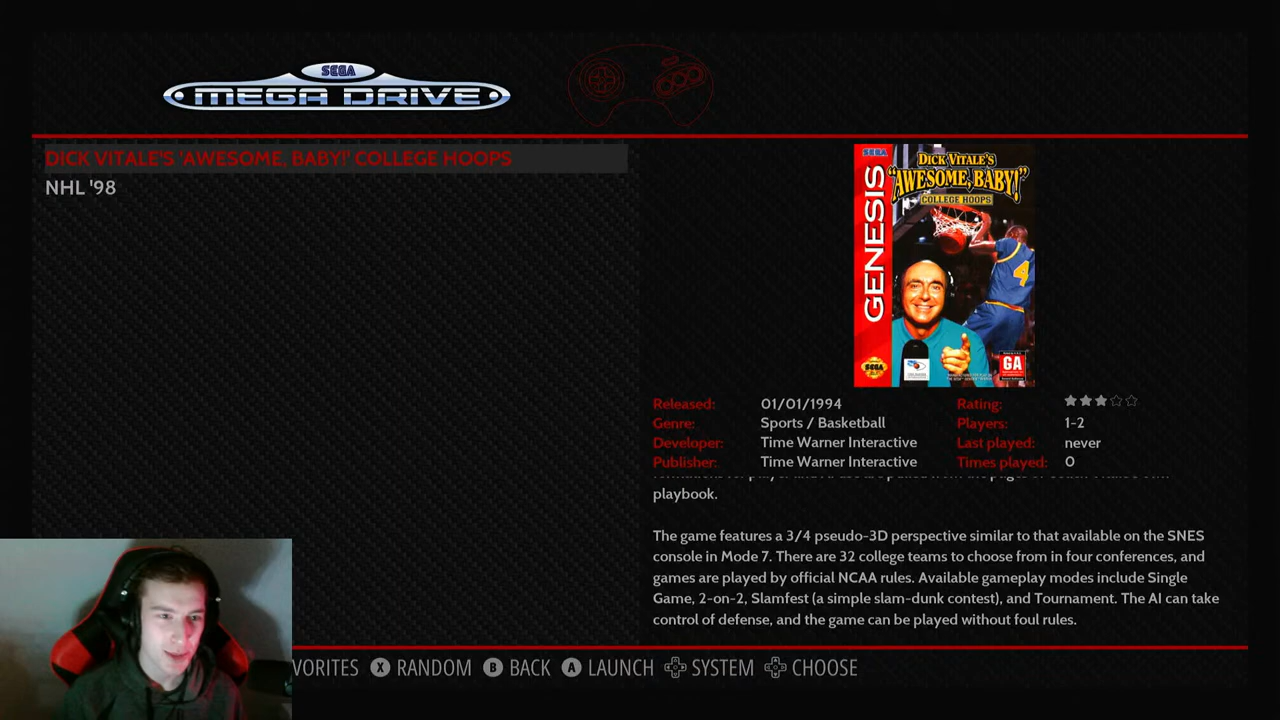 SEGA
MEGA DRIVE
DICK VITALE'S 'AWESOME, BABY!' COLLEGE HOOPS
NHL '98
SEGA
GENESIS
DICK VITALE'S
"AWESOME, BABY!"
COLLEGE HOOPS
4
SEGA
GA
Released: 01/01/1994 Rating:
Genre: Sports / Basketball Players: 1-2
Developer: Time Warner Interactive Last played: never
Publisher: Time Warner Interactive Times played: 0
playbook.
The game features a 3/4 pseudo-3D perspective similar to that available on the SNES
console in Mode 7. There are 32 college teams to choose from in four conferences, and
games are played by official NCAA rules. Available gameplay modes include Single
Game, 2-on-2, Slamfest (a simple slam-dunk contest), and Tournament. The AI can take
control of defense, and the game can be played without foul rules.
VORITES X RANDOM B BACK A LAUNCH SYSTEM CHOOSE